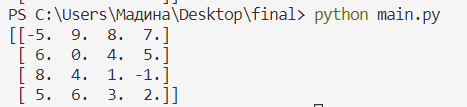 PS C:\Users\Мадина\Desktop\final> python main.py
[[-5. 9. 8. 7.]
[ 6. 0. 4. 5.]
[ 8. 4. 1. -1.]
[ 5. 6. 3. 2.]]